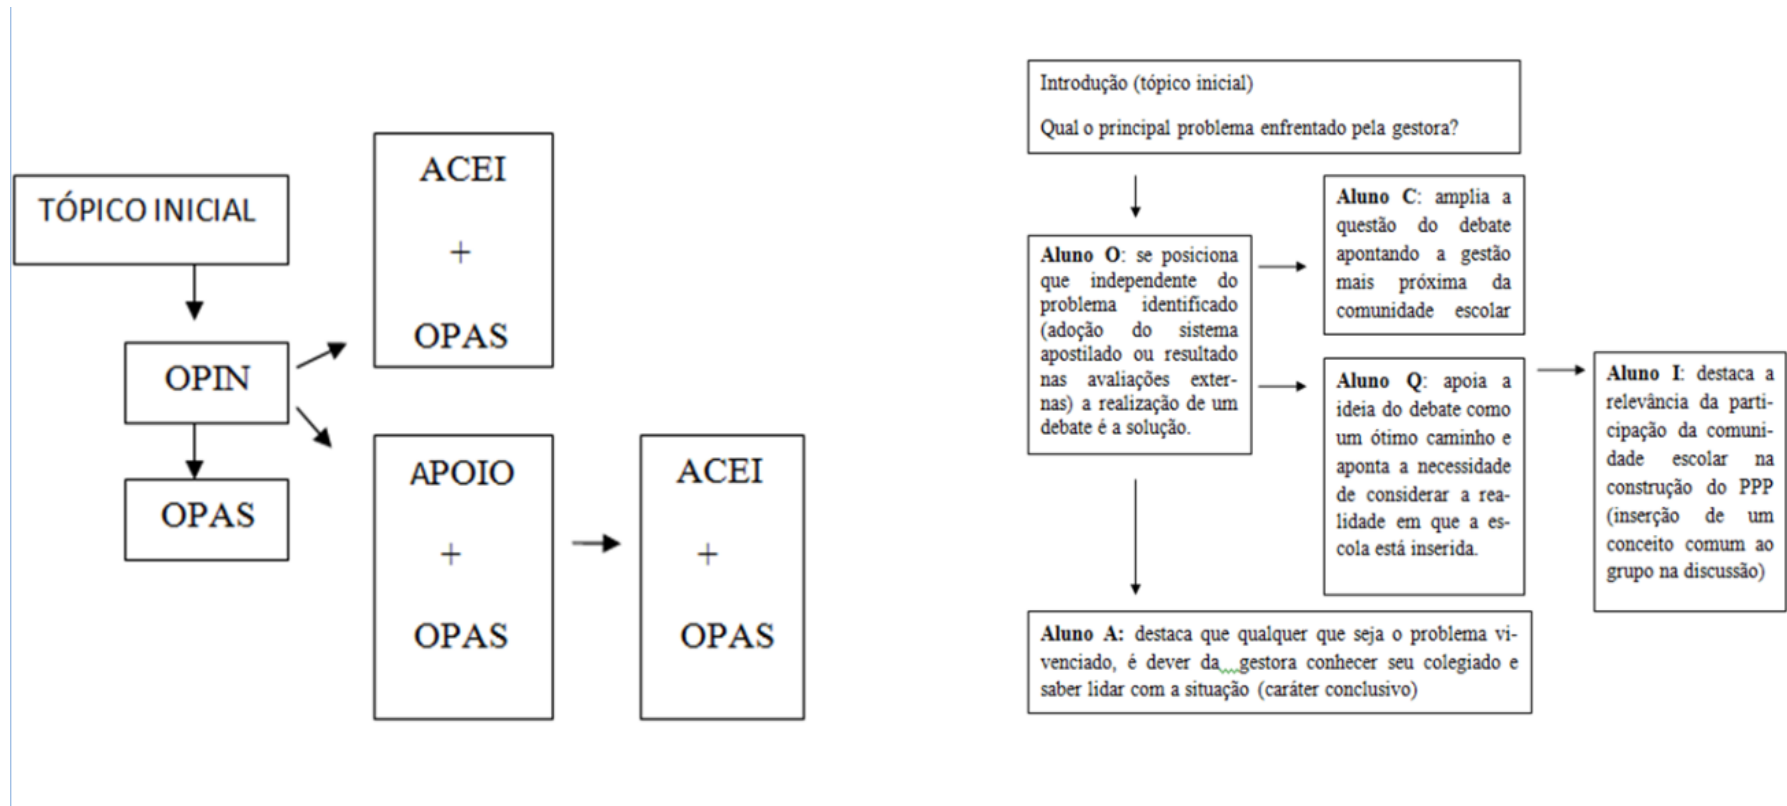 TÓPICO INICIAL
OPIN
OPAS
ACEI
+
OPAS
APOIO
+
OPAS
ACEI
+
OPAS
Introdução (tópico inicial)
Qual o principal problema enfrentado pela gestora?
Aluno O: se posiciona
que independente do
problema identificado
(adoção do sistema
apostilado ou resultado
nas avaliações exter-
nas) a realização de um
debate é a solução.
Aluno C: amplia a
questão do debate
apontando a gestão
mais próxima da
comunidade escolar
Aluno Q: apoia a
ideia do debate como
um ótimo caminho e
aponta a necessidade
de considerar a rea-
lidade em que a es-
cola está inserida.
Aluno I: destaca a
relevância da parti-
cipação da comuni-
dade escolar na
construção do PPP
(inserção de um
conceito comum ao
grupo na discussão)
Aluno A: destaca que qualquer que seja o problema vi-
venciado, é dever da gestora conhecer seu colegiado e
saber lidar com a situação (caráter conclusivo)